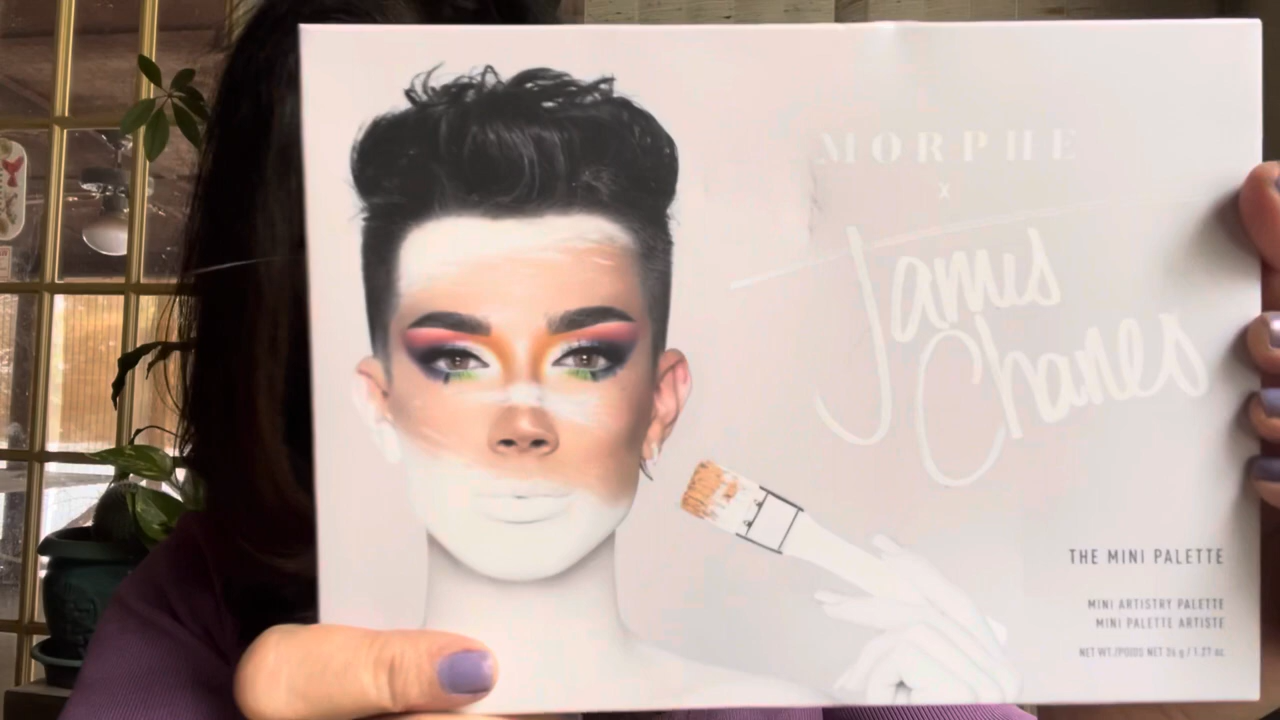 MORPHE
X
James
Charles
THE MINI PALETTE
MINI ARTISTRY PALETTE
MINI PALETTE ARTISTE
NET WT./POIDS NET 36 g / 1.27 oz.